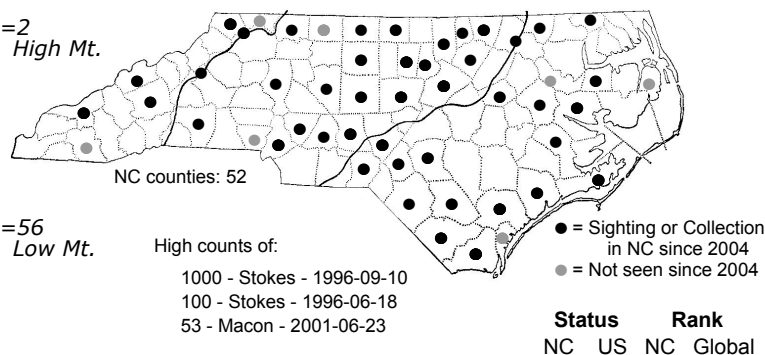 =2
High Mt.
NC counties: 52
=56
Low Mt.
High counts of:
1000 - Stokes - 1996-09-10
100 - Stokes - 1996-06-18
53 - Macon - 2001-06-23
= Sighting or Collection
in NC since 2004
= Not seen since 2004
Status Rank
NC US NC Global